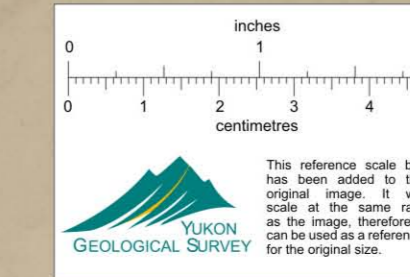 inches
0 1
0 1 2 3 4
centimetres
This reference scale
has been added to
original image. It
scale at the same
as the image, therefore
can be used as a
for the original size.
YUKON
GEOLOGICAL SURVEY